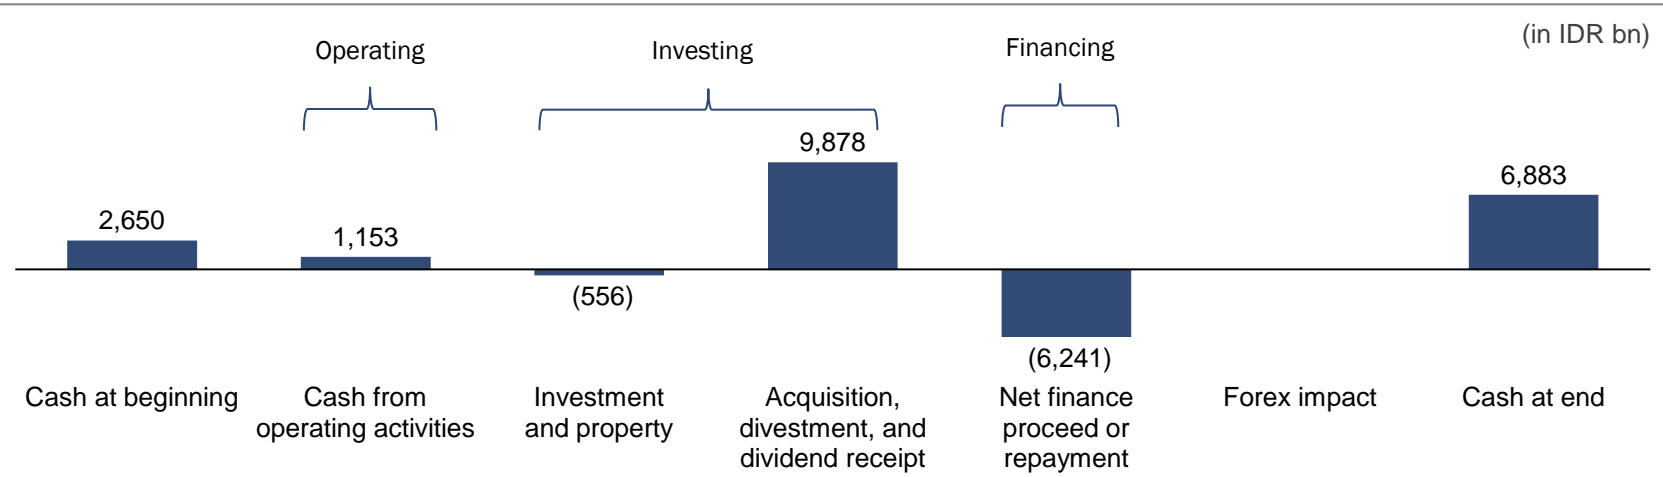 (in IDR bn)
Operating
Investing
Financing
2,650
1,153
(556)
9,878
(6,241)
6,883
Cash at beginning
Cash from
operating activities
Investment
and property
Acquisition,
divestment, and
dividend receipt
Net finance
proceed or
repayment
Forex impact
Cash at end